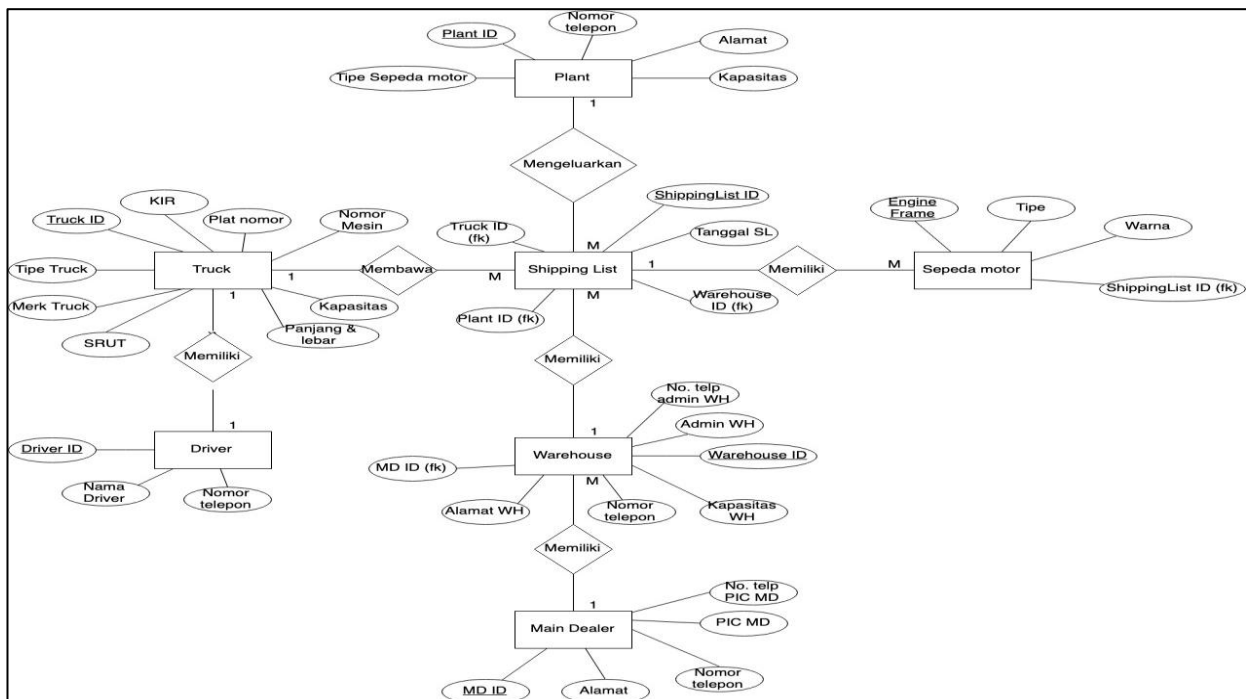 Nomor
telepon
Plant ID
Alamat
Tipe Sepeda motor
Plant
Kapasitas
1
Mengeluarkan
KIR
ShippingList ID
Engine
Frame
Tipe
Truck ID
Plat nomor
Nomor
Mesin
Truck ID
(fk)
Tanggal SL
Warna
M
Tipe Truck
Truck
1
Membawa
M
Shipping List
1
Memiliki
M
Sepeda motor
1
M
Merk Truck
Kapasitas
Plant ID (fk)
Warehouse
ID (fk)
ShippingList ID (fk)
SRUT
Panjang &
lebar
Memiliki
Memiliki
No. telp
admin WH
1
1
Admin WH
Driver ID
Driver
MD ID (fk)
Warehouse
Warehouse ID
M
Nama
Driver
Nomor
telepon
Alamat WH
Nomor
telepon
Kapasitas
WH
Memiliki
No. telp
PIC MD
1
Main Dealer
PIC MD
Nomor
telepon
MD ID
Alamat